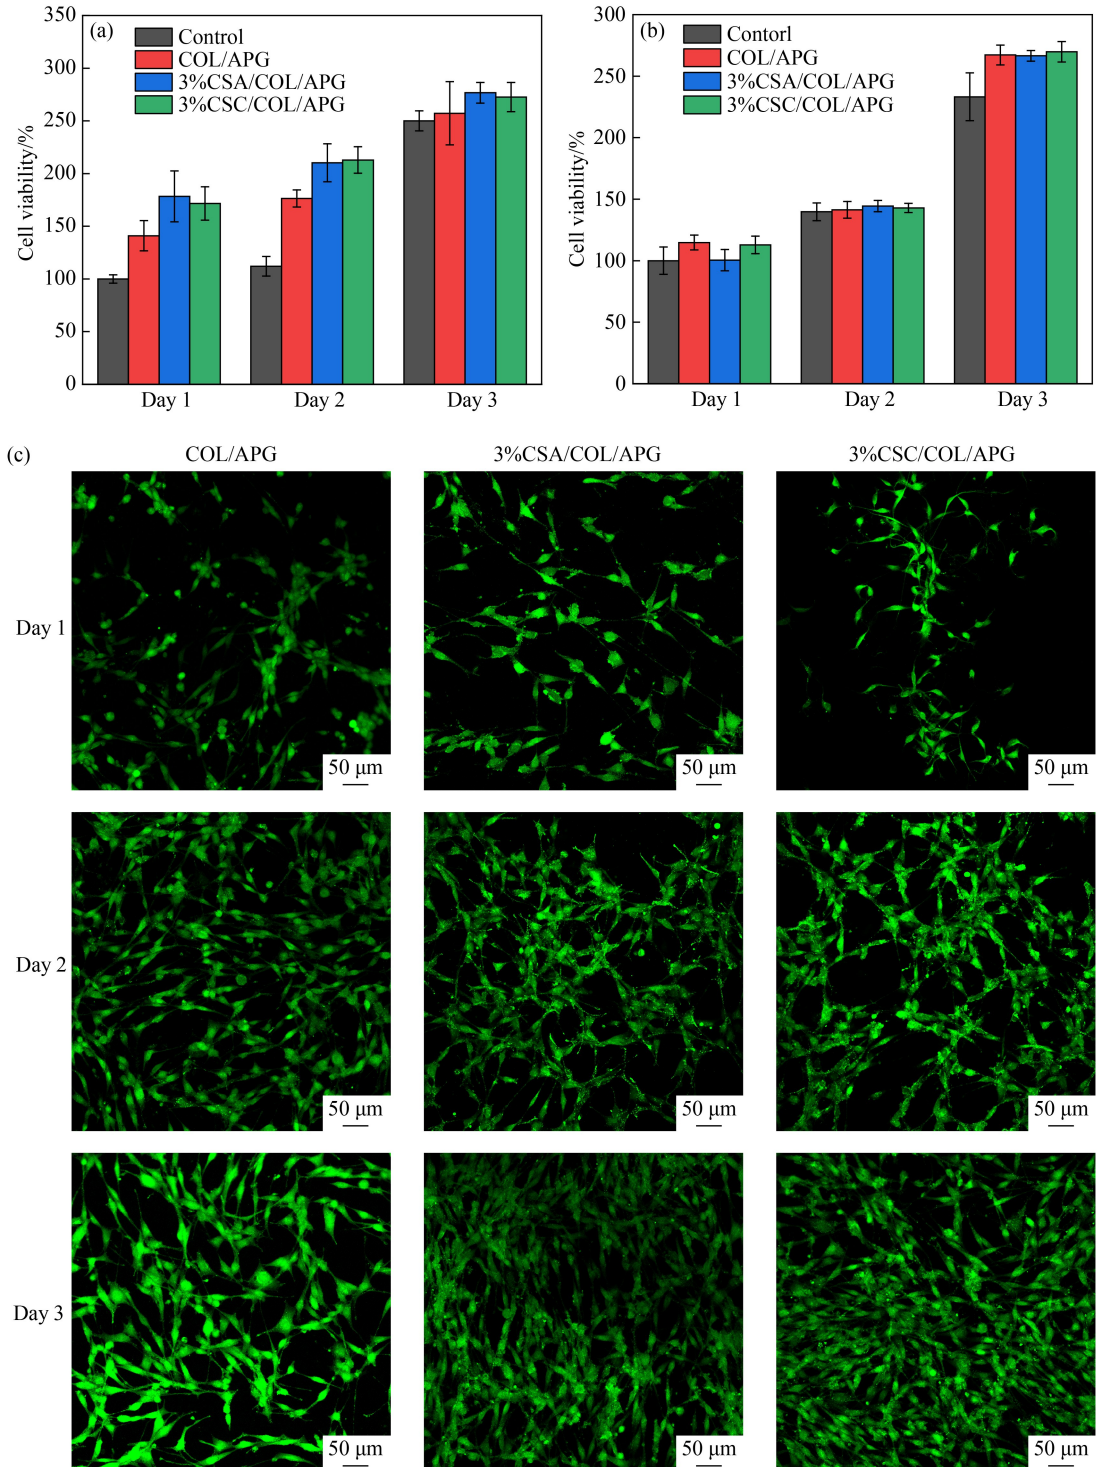 (a)
Control
COL/APG
3%CSA/COL/APG
3%CSC/COL/APG
Cell viability/%
350
300
250
200
150
100
50
0
Day 1
Day 2
Day 3
(b)
Contorl
COL/APG
3%CSA/COL/APG
3%CSC/COL/APG
Cell viability/%
300
250
200
150
100
50
0
Day 1
Day 2
Day 3
(c)
COL/APG
3%CSA/COL/APG
3%CSC/COL/APG
Day 1
50 μm
50 μm
50 μm
Day 2
50 μm
50 μm
50 μm
Day 3
50 μm
50 μm
50 μm